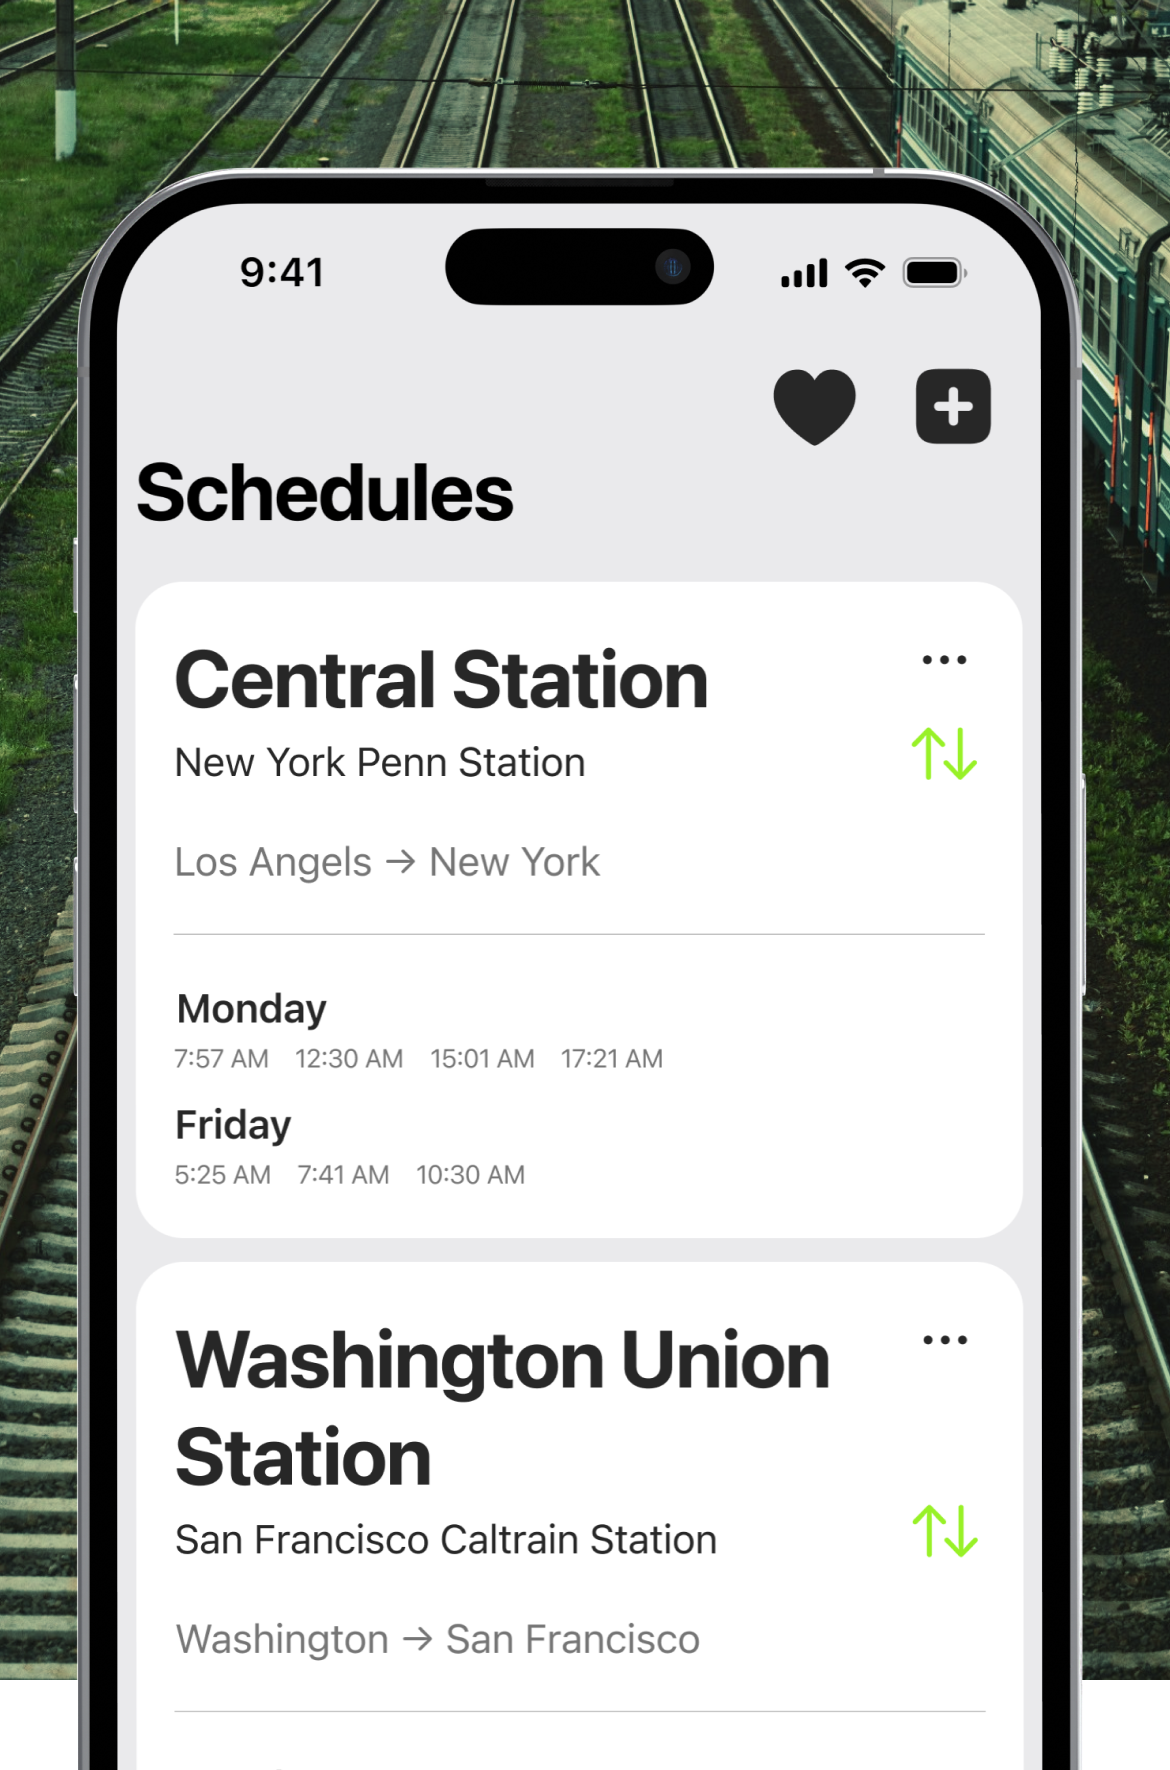 9:41
Schedules
Central Station
New York Penn Station
Los Angels → New York
Monday
7:57 AM 12:30 AM 15:01 AM 17:21 AM
Friday
5:25 AM 7:41 AM 10:30 AM
Washington Union
Station
San Francisco Caltrain Station
Washington → San Francisco